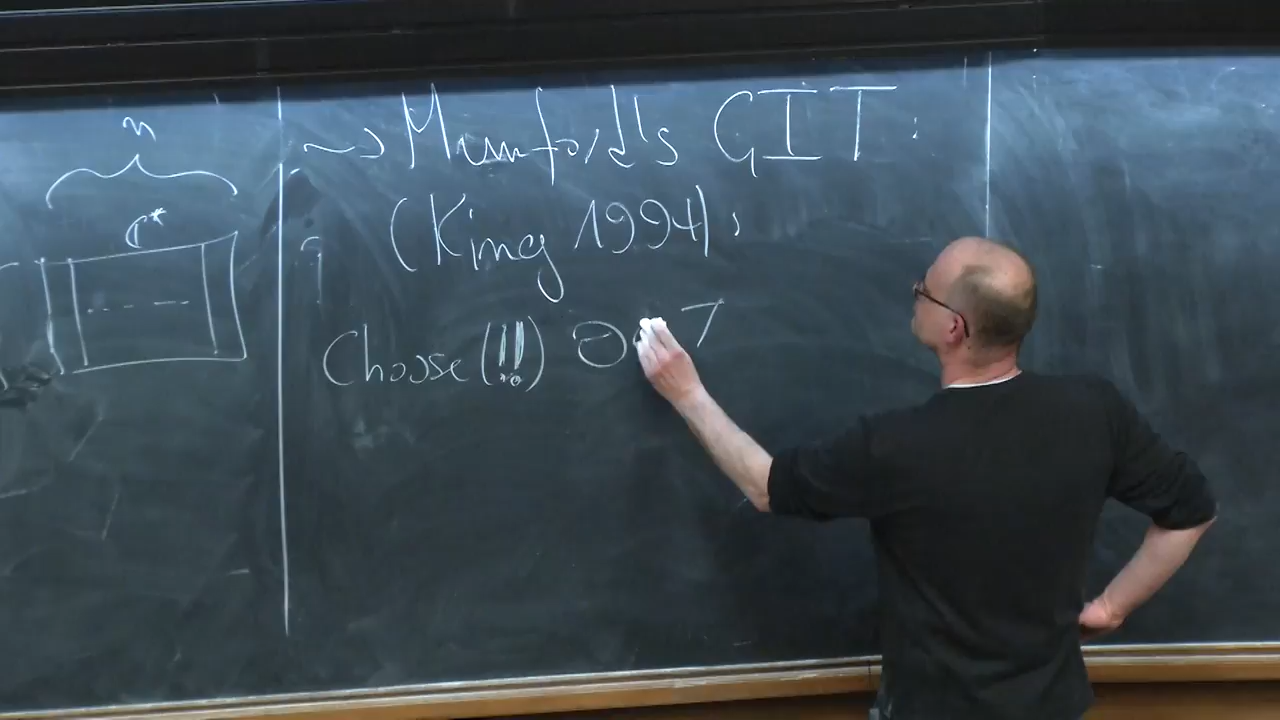 n
ℂ*
- - - -
⇝ Mumford's GIT:
(King 1994):
Choose (!!) Θ